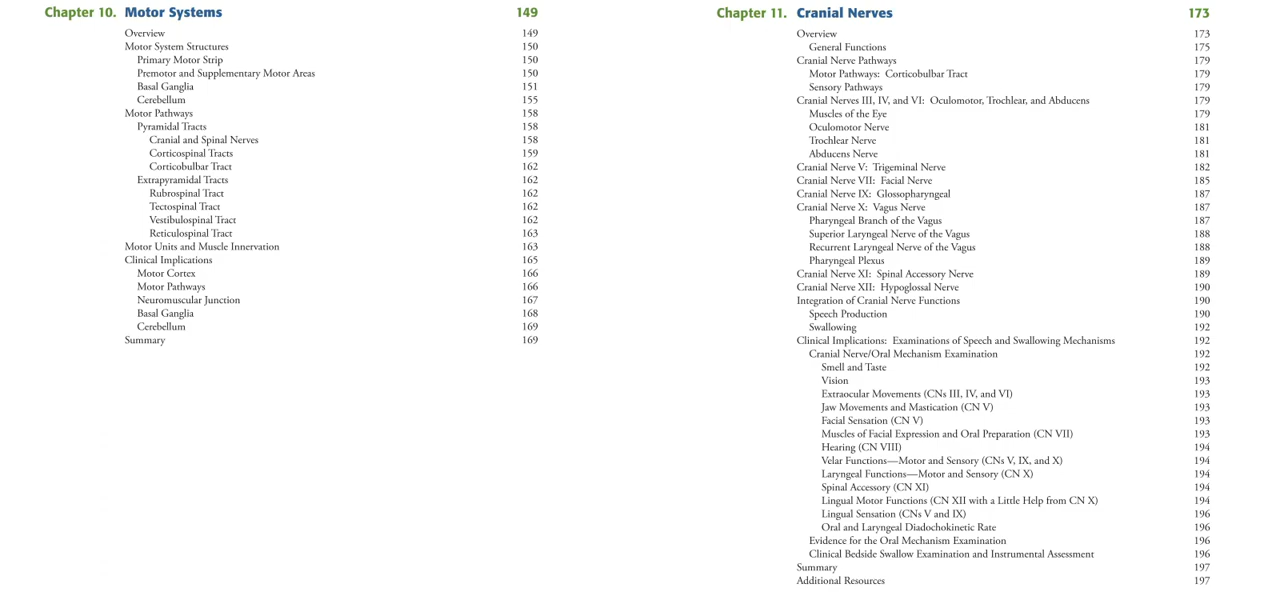 Chapter 10. Motor Systems 149
Overview 149
Motor System Structures 150
Primary Motor Strip 150
Premotor and Supplementary Motor Areas 150
Basal Ganglia 151
Cerebellum 155
Motor Pathways 158
Pyramidal Tracts 158
Cranial and Spinal Nerves 158
Corticospinal Tracts 159
Corticobulbar Tract 162
Extrapyramidal Tracts 162
Rubrospinal Tract 162
Tectospinal Tract 162
Vestibulospinal Tract 162
Reticulospinal Tract 163
Motor Units and Muscle Innervation 163
Clinical Implications 165
Motor Cortex 166
Motor Pathways 166
Neuromuscular Junction 167
Basal Ganglia 168
Cerebellum 169
Summary 169
Chapter 11. Cranial Nerves 173
Overview 173
General Functions 175
Cranial Nerve Pathways 179
Motor Pathways: Corticobulbar Tract 179
Sensory Pathways 179
Cranial Nerves III, IV, and VI: Oculomotor, Trochlear, and Abducens 179
Muscles of the Eye 179
Oculomotor Nerve 181
Trochlear Nerve 181
Abducens Nerve 181
Cranial Nerve V: Trigeminal Nerve 182
Cranial Nerve VII: Facial Nerve 185
Cranial Nerve IX: Glossopharyngeal 187
Cranial Nerve X: Vagus Nerve 187
Pharyngeal Branch of the Vagus 187
Superior Laryngeal Nerve of the Vagus 188
Recurrent Laryngeal Nerve of the Vagus 188
Pharyngeal Plexus 189
Cranial Nerve XI: Spinal Accessory Nerve 189
Cranial Nerve XII: Hypoglossal Nerve 190
Integration of Cranial Nerve Functions 190
Speech Production 190
Swallowing 192
Clinical Implications: Examinations of Speech and Swallowing Mechanisms 192
Cranial Nerve/Oral Mechanism Examination 192
Smell and Taste 192
Vision 193
Extraocular Movements (CNs III, IV, and VI) 193
Jaw Movements and Mastication (CN V) 193
Facial Sensation (CN V) 193
Muscles of Facial Expression and Oral Preparation (CN VII) 193
Hearing (CN VIII) 194
Velar Functions—Motor and Sensory (CNs V, IX, and X) 194
Laryngeal Functions—Motor and Sensory (CN X) 194
Spinal Accessory (CN XI) 194
Lingual Motor Functions (CN XII with a Little Help from CN X) 194
Lingual Sensation (CNs V and IX) 196
Oral and Laryngeal Diadochokinetic Rate 196
Evidence for the Oral Mechanism Examination 196
Clinical Bedside Swallow Examination and Instrumental Assessment 196
Summary 197
Additional Resources 197